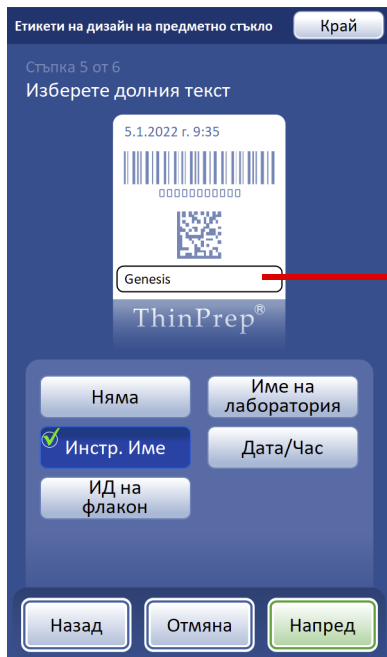 Етикети на дизайн на предметно стъкло
Край
Стъпка 5 от 6
Изберете долния текст
5.1.2022 г. 9:35
00000000000
Genesis
ThinPrep®
Няма
Име на
лаборатория
Инстр. Име
Дата/Час
ИД на
флакон
Назад
Отмяна
Напред